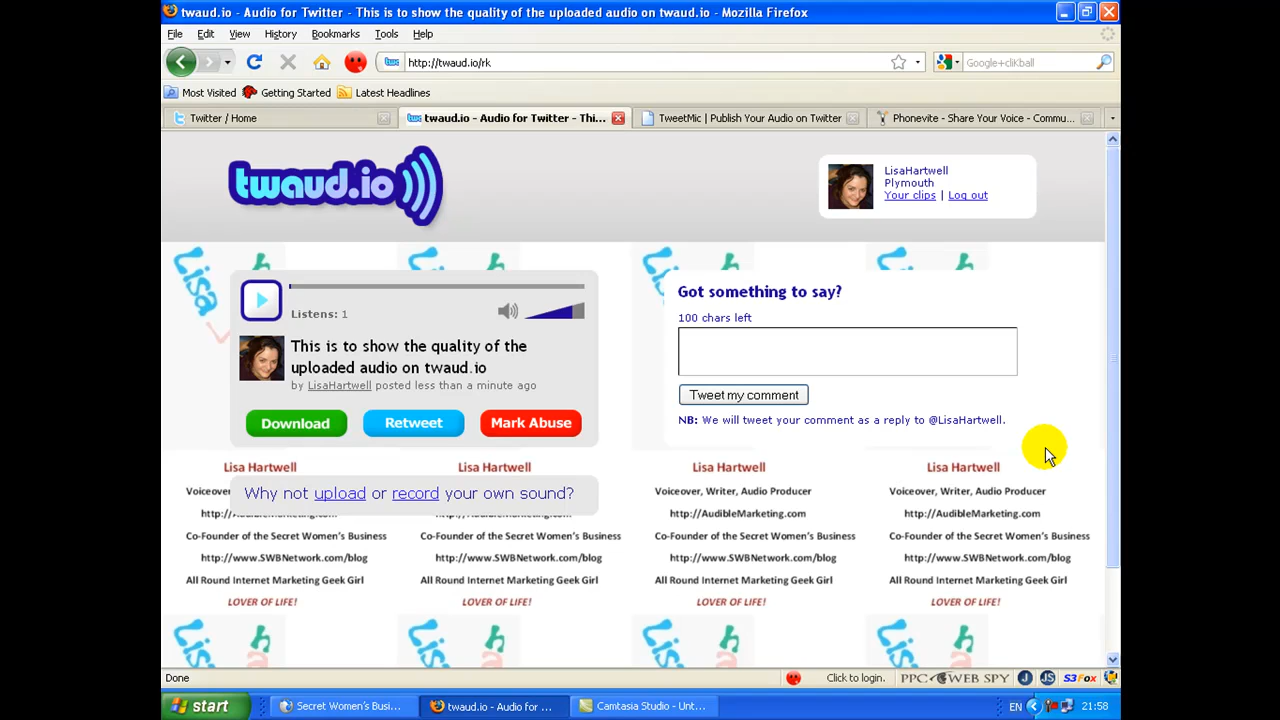 twaud.io - Audio for Twitter - This is to show the quality of the uploaded audio on twaud.io - Mozilla Firefox
File Edit View History Bookmarks Tools Help
http://twaud.io/rk
Google+cliKball
Most Visited Getting Started Latest Headlines
Twitter / Home
twaud.io - Audio for Twitter - Thi...
TweetMic | Publish Your Audio on Twitter
Phonevite - Share Your Voice - Commu...
twaud.io
LisaHartwell
Plymouth
Your clips | Log out
Listens: 1
This is to show the quality of the
uploaded audio on twaud.io
by LisaHartwell posted less than a minute ago
Download Retweet Mark Abuse
Got something to say?
100 chars left
Tweet my comment
NB: We will tweet your comment as a reply to @LisaHartwell.
Why not upload or record your own sound?
Lisa Hartwell Lisa Hartwell Lisa Hartwell Lisa Hartwell
Voiceover, Writer, Audio Producer Voiceover, Writer, Audio Producer
http://AudibleMarketing.com http://AudibleMarketing.com
Co-Founder of the Secret Women's Business Co-Founder of the Secret Women's Business Co-Founder of the Secret Women's Business Co-Founder of the Secret Women's Business
http://www.SWBNetwork.com/blog http://www.SWBNetwork.com/blog http://www.SWBNetwork.com/blog http://www.SWBNetwork.com/blog
All Round Internet Marketing Geek Girl All Round Internet Marketing Geek Girl All Round Internet Marketing Geek Girl All Round Internet Marketing Geek Girl
LOVER OF LIFE! LOVER OF LIFE! LOVER OF LIFE! LOVER OF LIFE!
Done
Click to login. PPC WEB SPY J JS S3Fox
start
Secret Women's Busi...
twaud.io - Audio for ...
Camtasia Studio - Unt...
EN 21:58